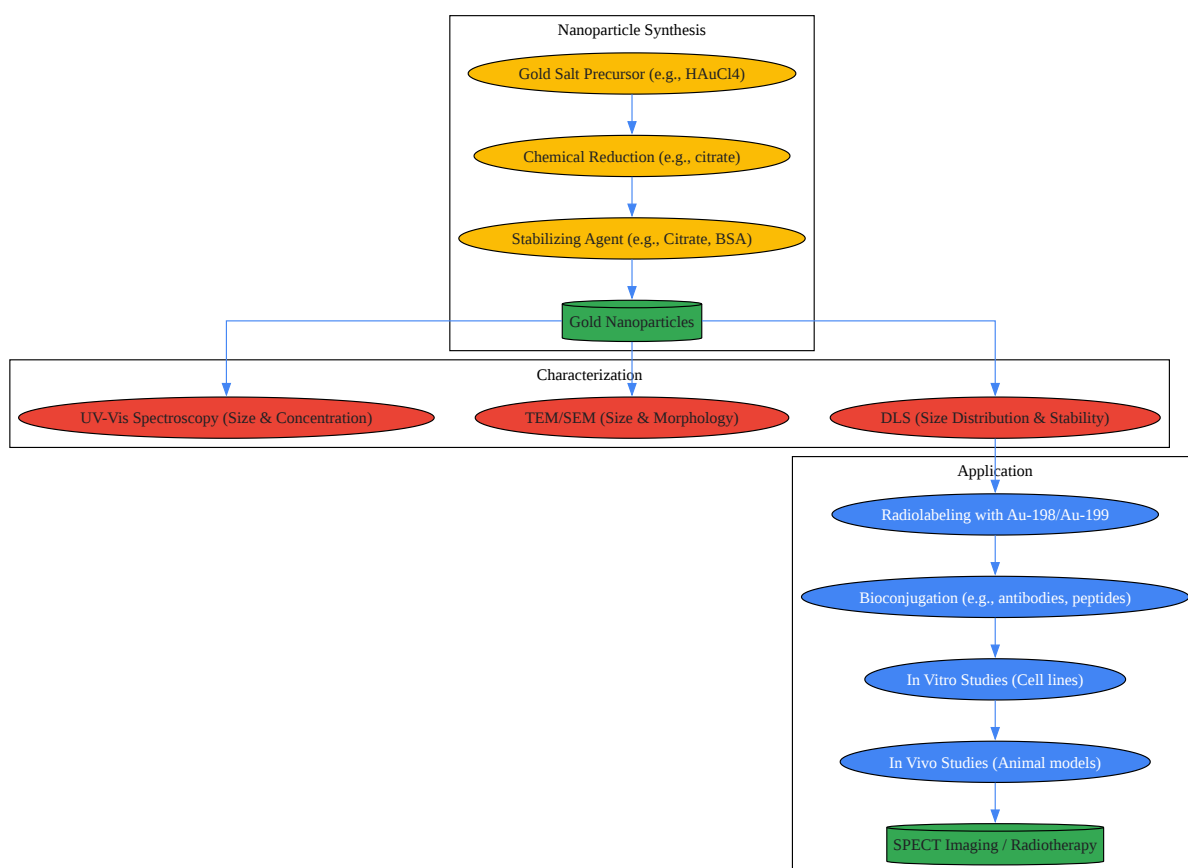 Nanoparticle Synthesis
Gold Salt Precursor (e.g., HAuCl4)
Chemical Reduction (e.g., citrate)
Stabilizing Agent (e.g., Citrate, BSA)
Gold Nanoparticles
Characterization
UV-Vis Spectroscopy (Size & Concentration)
TEM/SEM (Size & Morphology)
DLS (Size Distribution & Stability)
Application
Radiolabeling with Au-198/Au-199
Bioconjugation (e.g., antibodies, peptides)
In Vitro Studies (Cell lines)
In Vivo Studies (Animal models)
SPECT Imaging / Radiotherapy